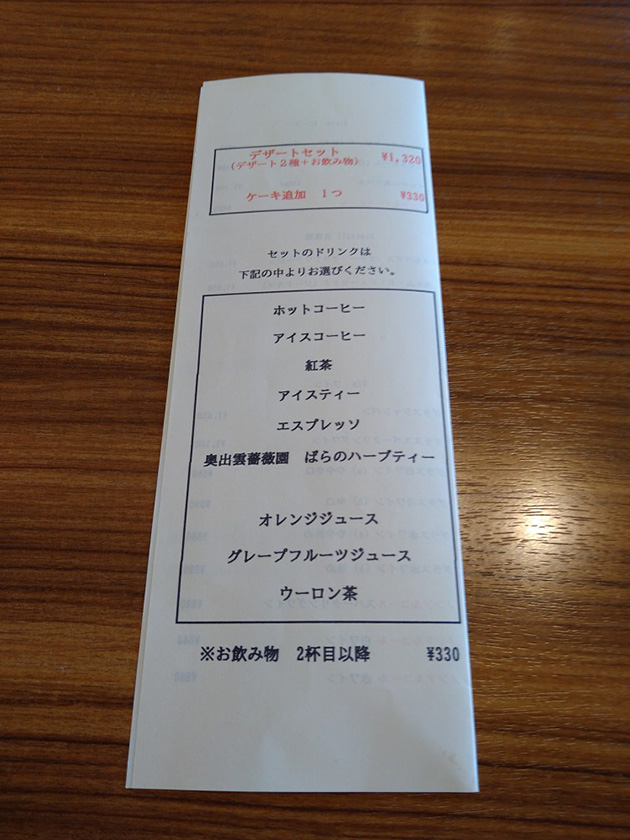 デザートセット ¥1,320
(デザート2種+お飲み物)
ケーキ追加 1つ ¥330
セットのドリンクは
下記の中よりお選びください。
ホットコーヒー
アイスコーヒー
紅茶
アイスティー
エスプレッソ
奥出雲薔薇園 ばらのハーブティー
オレンジジュース
グレープフルーツジュース
ウーロン茶
※お飲み物 2杯目以降 ¥330